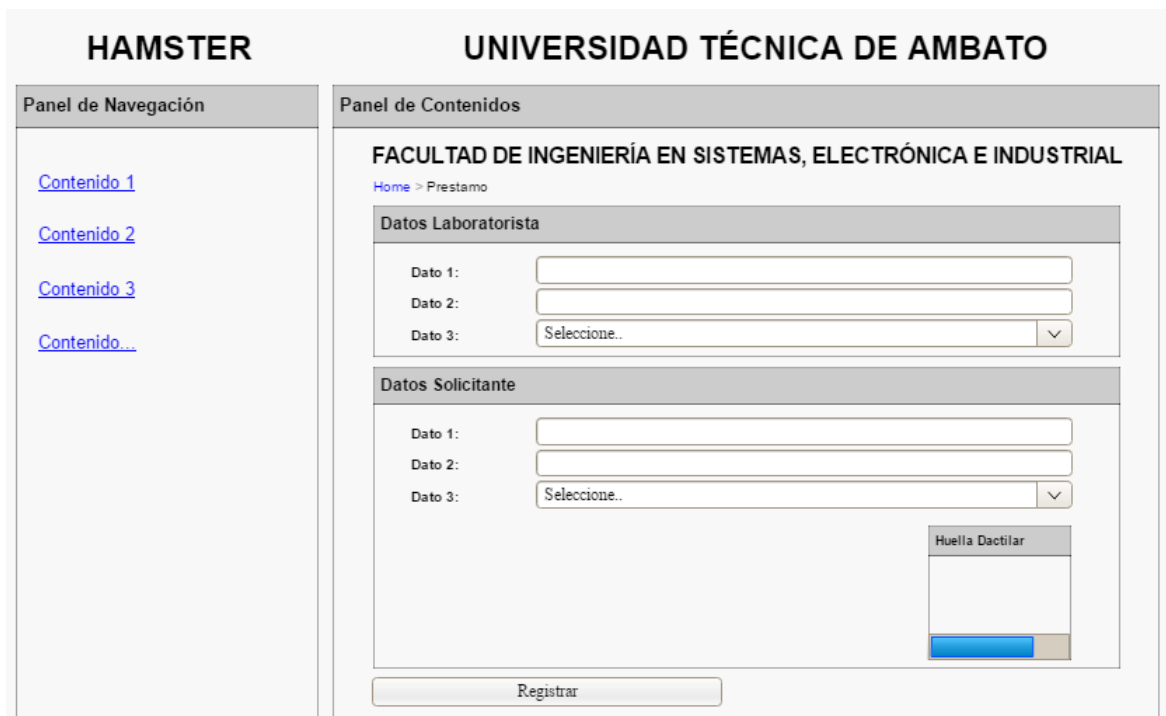 HAMSTER
UNIVERSIDAD TÉCNICA DE AMBATO
Panel de Navegación
Contenido 1
Contenido 2
Contenido 3
Contenido...
Panel de Contenidos
FACULTAD DE INGENIERÍA EN SISTEMAS, ELECTRÓNICA E INDUSTRIAL
Home > Prestamo
Datos Laboratorista
Dato 1:
Dato 2:
Dato 3: Seleccione..
Datos Solicitante
Dato 1:
Dato 2:
Dato 3: Seleccione..
Huella Dactilar
Registrar